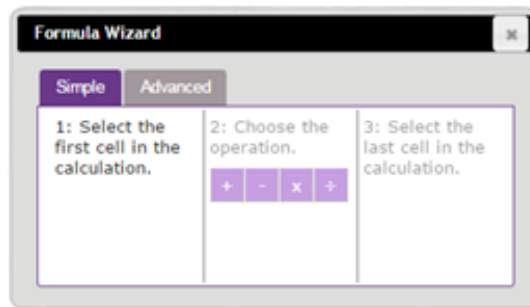 Formula Wizard
×
Simple
Advanced
1: Select the
first cell in the
calculation.
2: Choose the
operation.
+ - x ÷
3: Select the
last cell in the
calculation.